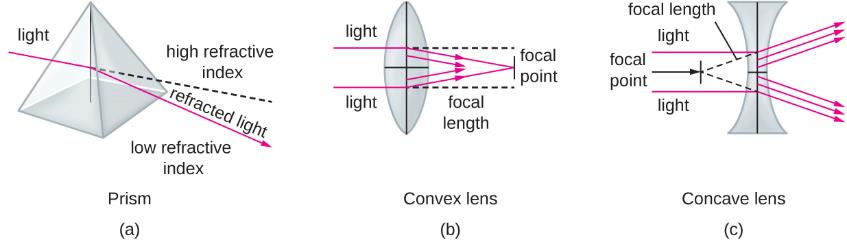 light
high refractive
index
refracted light
low refractive
index
Prism
(a)
light
light
focal
point
focal
length
Convex lens
(b)
focal length
light
focal
point
light
Concave lens
(c)